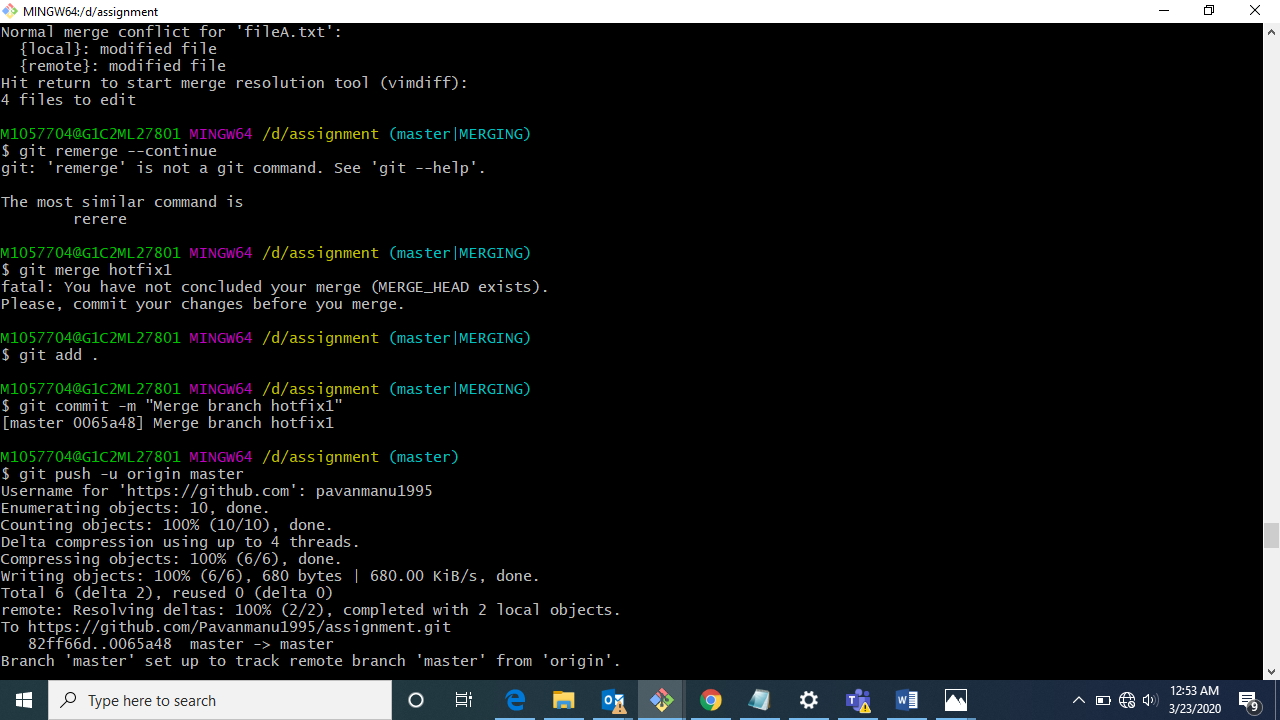 MINGW64:/d/assignment
Normal merge conflict for 'fileA.txt':
  {local}: modified file
  {remote}: modified file
Hit return to start merge resolution tool (vimdiff):
4 files to edit
M1057704@G1C2ML27801 MINGW64 /d/assignment (master|MERGING)
$ git remerge --continue
git: 'remerge' is not a git command. See 'git --help'.
The most similar command is
        rerere
M1057704@G1C2ML27801 MINGW64 /d/assignment (master|MERGING)
$ git merge hotfix1
fatal: You have not concluded your merge (MERGE_HEAD exists).
Please, commit your changes before you merge.
M1057704@G1C2ML27801 MINGW64 /d/assignment (master|MERGING)
$ git add .
M1057704@G1C2ML27801 MINGW64 /d/assignment (master|MERGING)
$ git commit -m "Merge branch hotfix1"
[master 0065a48] Merge branch hotfix1
M1057704@G1C2ML27801 MINGW64 /d/assignment (master)
$ git push -u origin master
Username for 'https://github.com': pavanmanu1995
Enumerating objects: 10, done.
Counting objects: 100% (10/10), done.
Delta compression using up to 4 threads.
Compressing objects: 100% (6/6), done.
Writing objects: 100% (6/6), 680 bytes | 680.00 KiB/s, done.
Total 6 (delta 2), reused 0 (delta 0)
remote: Resolving deltas: 100% (2/2), completed with 2 local objects.
To https://github.com/Pavanmanu1995/assignment.git
   82ff66d..0065a48  master -> master
Branch 'master' set up to track remote branch 'master' from 'origin'.
Type here to search
12:53 AM
3/23/2020
9